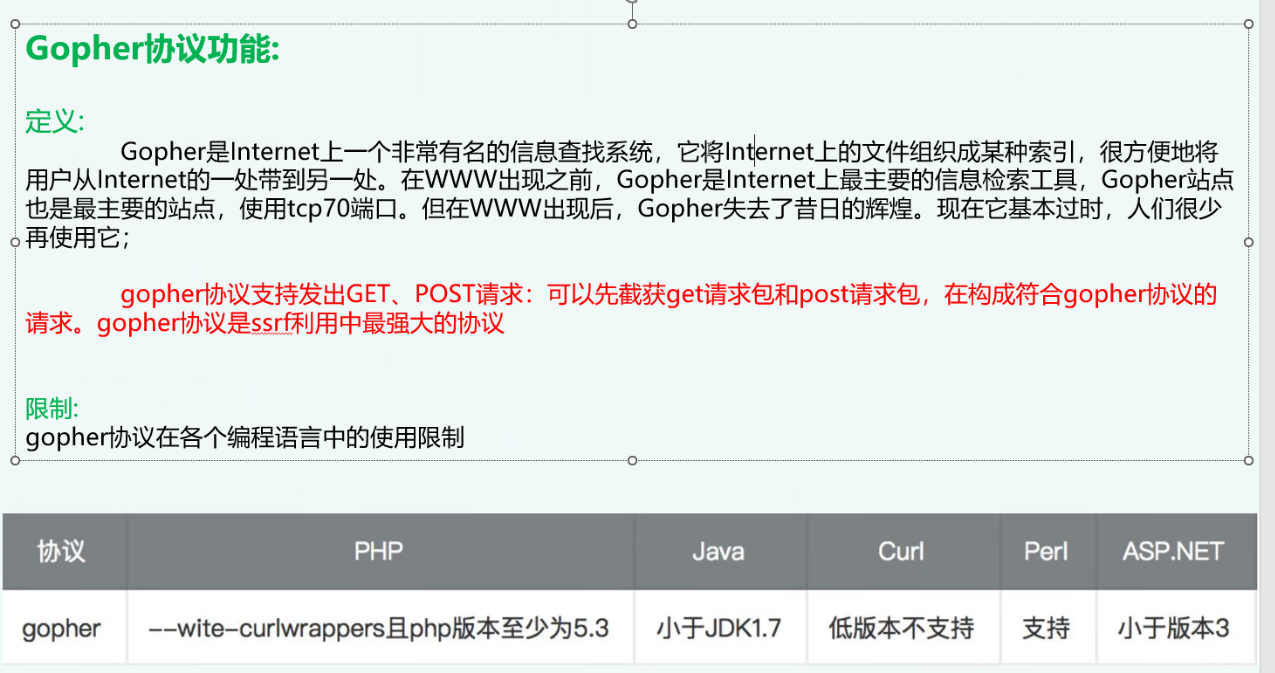 Gopher协议功能:
定义:
Gopher是Internet上一个非常有名的信息查找系统，它将Internet上的文件组织成某种索引，很方便地将
用户从Internet的一处带到另一处。在WWW出现之前，Gopher是Internet上最主要的信息检索工具，Gopher站点
也是最主要的站点，使用tcp70端口。但在WWW出现后，Gopher失去了昔日的辉煌。现在它基本过时，人们很少
再使用它；
gopher协议支持发出GET、POST请求：可以先截获get请求包和post请求包，在构成符合gopher协议的
请求。gopher协议是ssrf利用中最强大的协议
限制:
gopher协议在各个编程语言中的使用限制
协议 PHP Java Curl Perl ASP.NET
gopher --wite-curlwrappers且php版本至少为5.3 小于JDK1.7 低版本不支持 支持 小于版本3